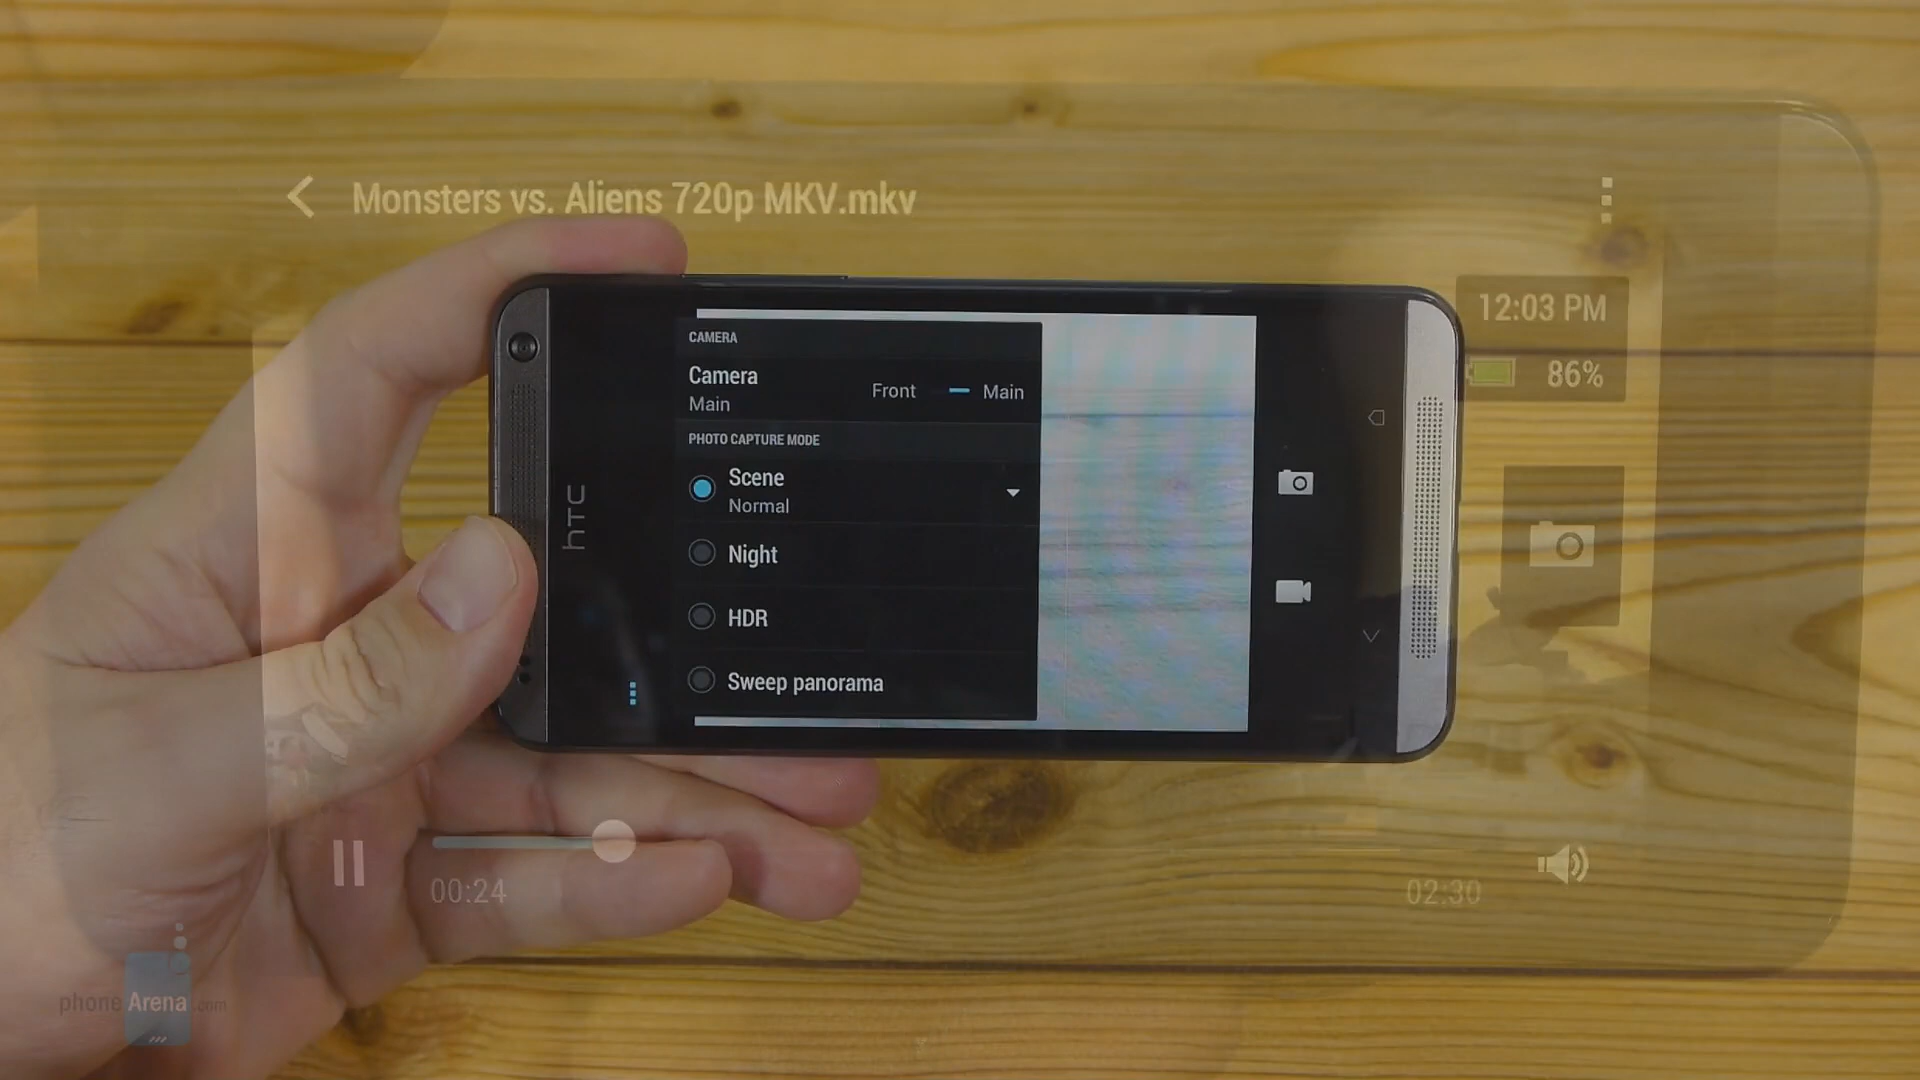 Monsters vs. Aliens 720p MKV.mkv
12:03 PM
86%
CAMERA
Camera
Main
Front
Main
PHOTO CAPTURE MODE
Scene
Normal
Night
HDR
Sweep panorama
hTC
00:24
02:30
phoneArena.com